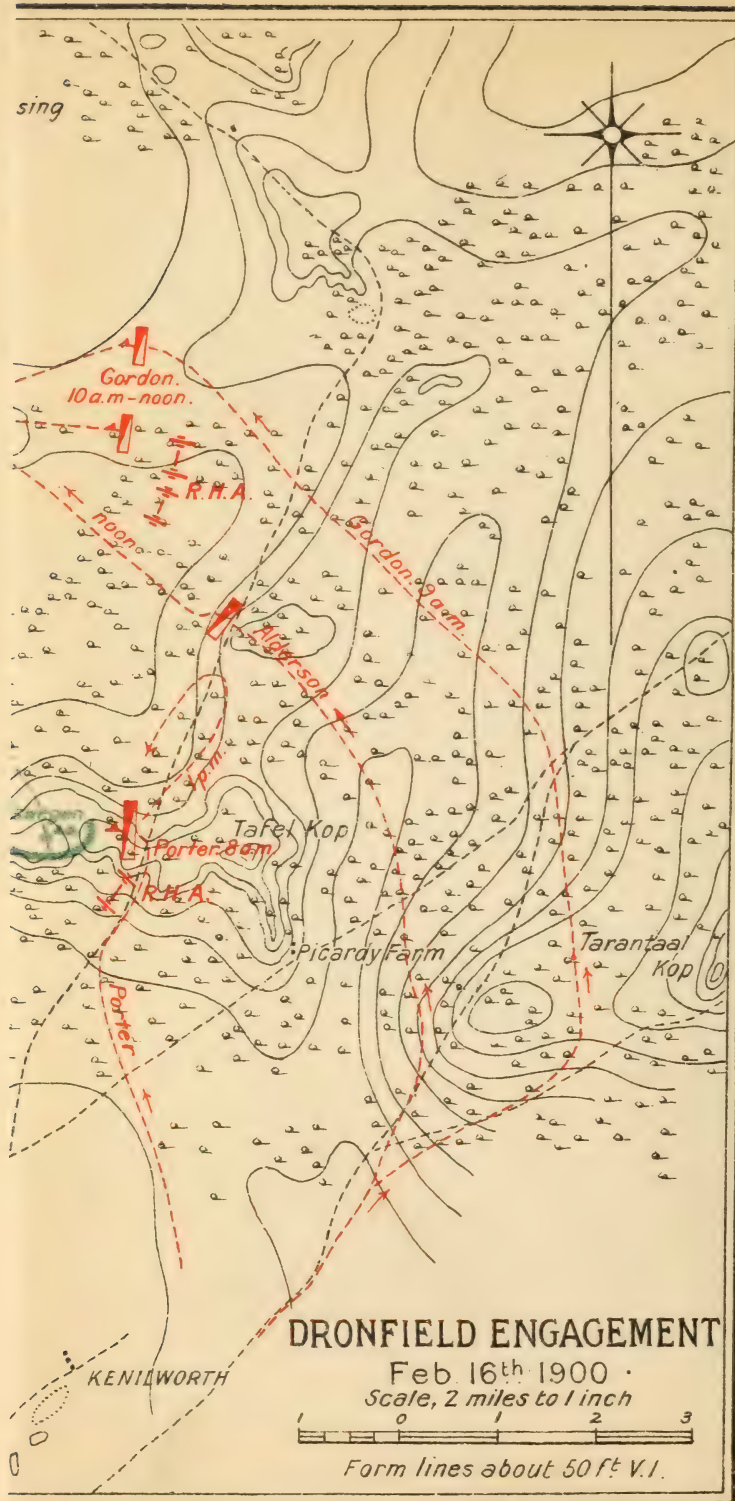 sing
Gordon.
10 a.m-noon.
R.H.A.
noon
Gordon. 9 a.m.
Alderson
1 p.m.
Tafel Kop
Porter. 8 a.m
R.H.A.
Picardy Farm
Tarantaal
Kop
Porter
KENILWORTH
DRONFIELD ENGAGEMENT
Feb. 16th 1900.
Scale, 2 miles to 1 inch
1 0 1 2 3
Form lines about 50 ft V.I.